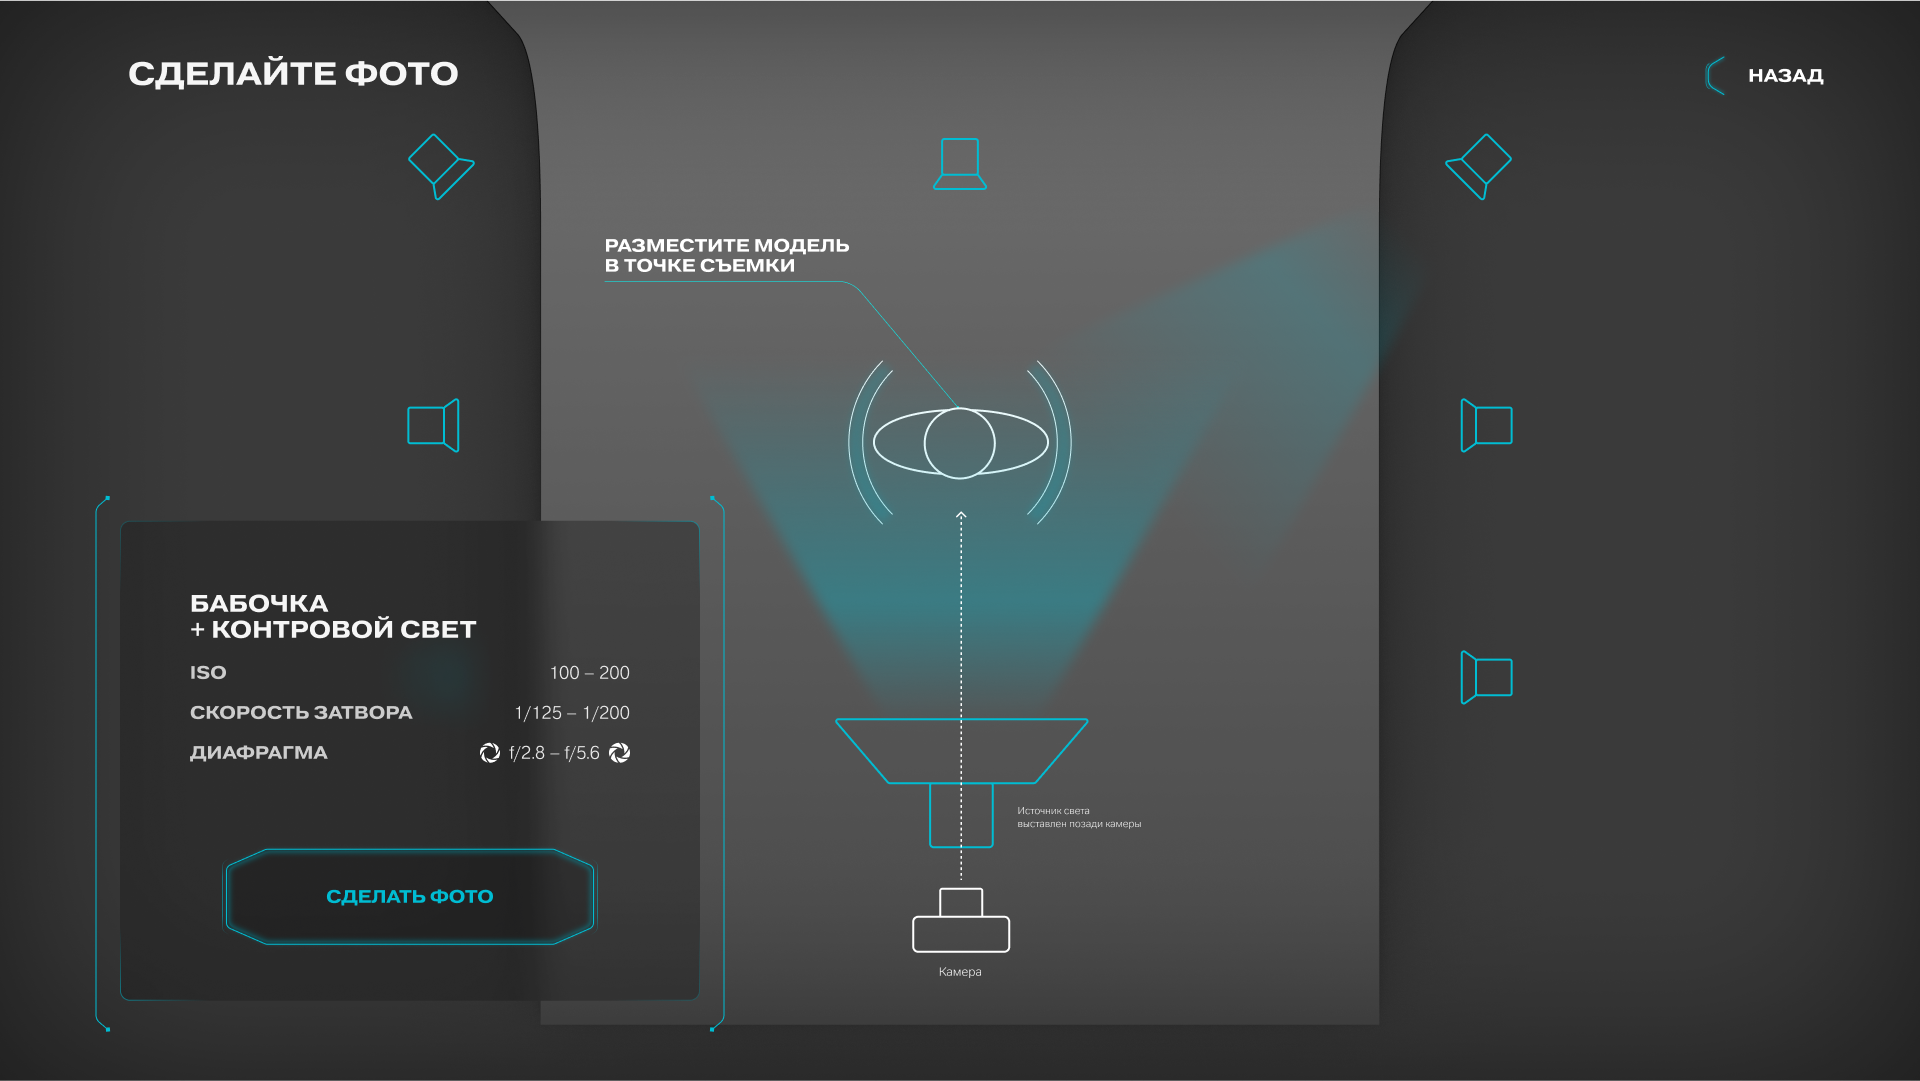 СДЕЛАЙТЕ ФОТО
НАЗАД
РАЗМЕСТИТЕ МОДЕЛЬ
В ТОЧКЕ СЪЕМКИ
БАБОЧКА
+ КОНТРОВОЙ СВЕТ
ISO 100 – 200
СКОРОСТЬ ЗАТВОРА 1/125 – 1/200
ДИАФРАГМА f/2.8 – f/5.6
СДЕЛАТЬ ФОТО
Источник света
выставлен позади камеры
Камера